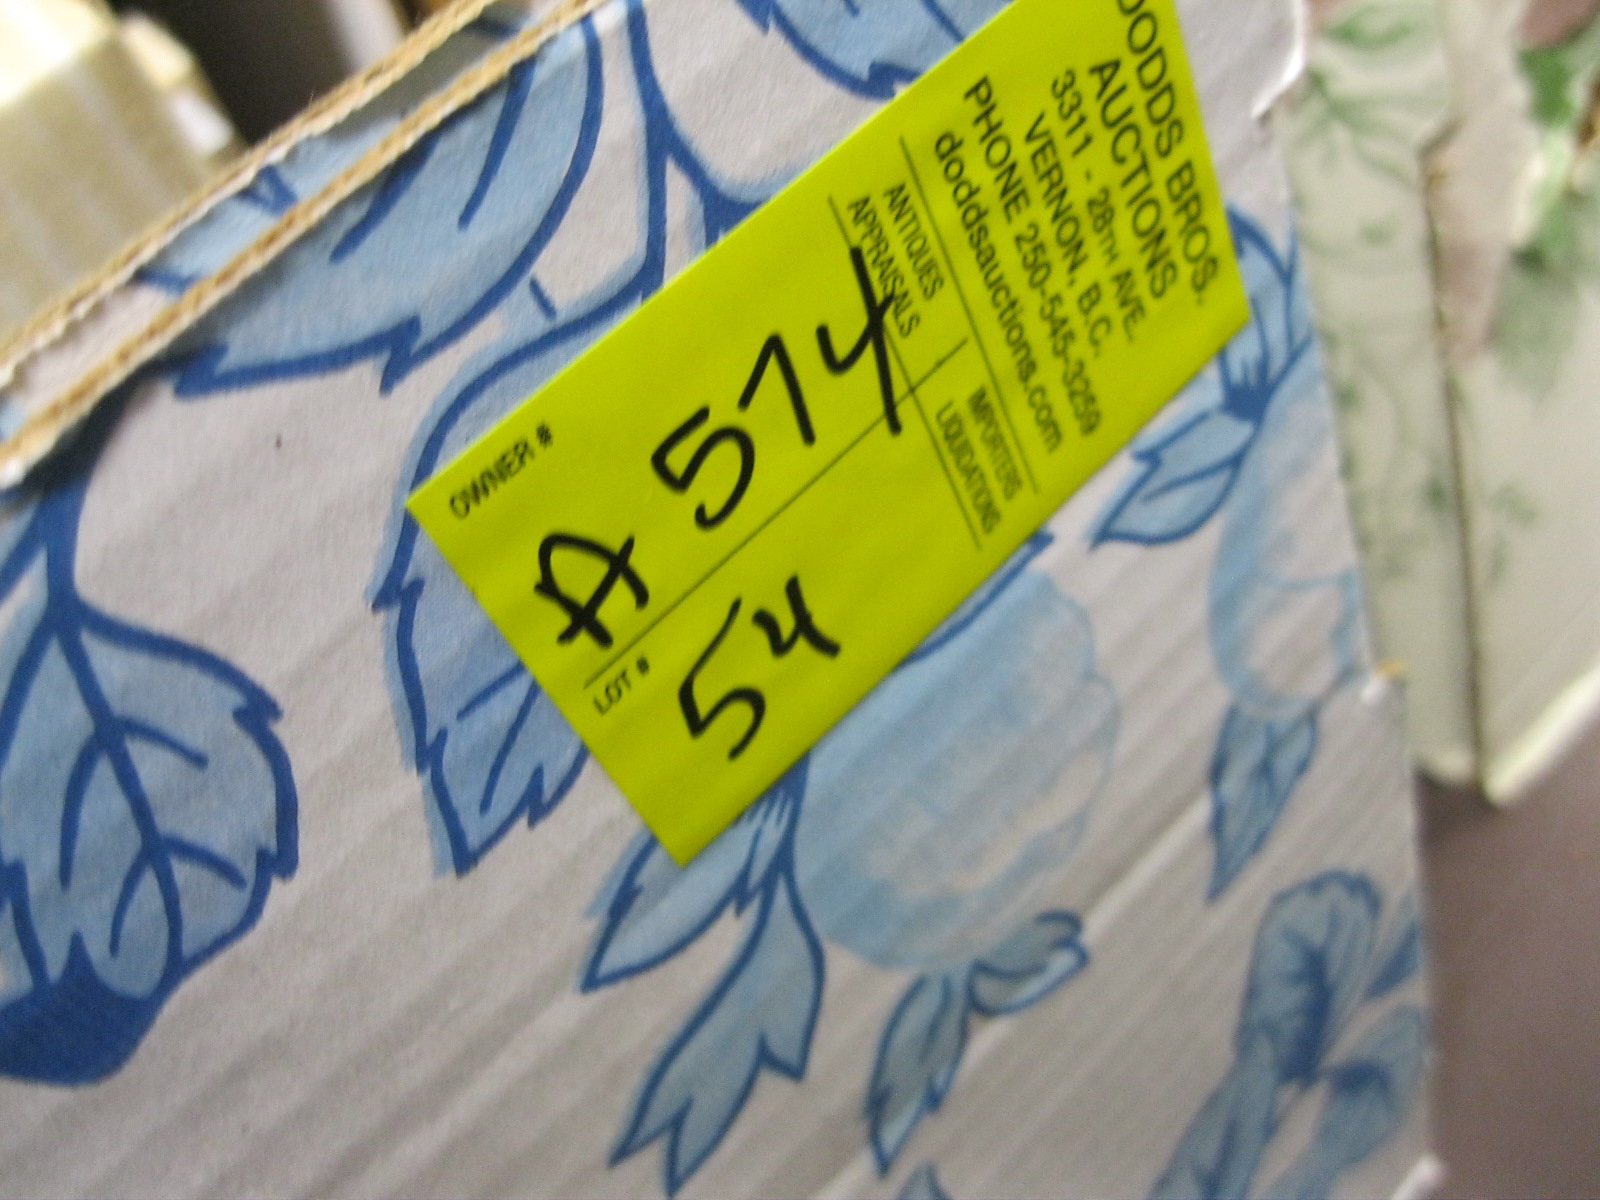 DODDS BROS.
AUCTIONS
3311 - 28TH AVE.
VERNON, B.C.
PHONE 250-545-3259
doddsauctions.com
ANTIQUES
APPRAISALS
IMPORTERS
LIQUIDATIONS
OWNER #
A 574
LOT #
54